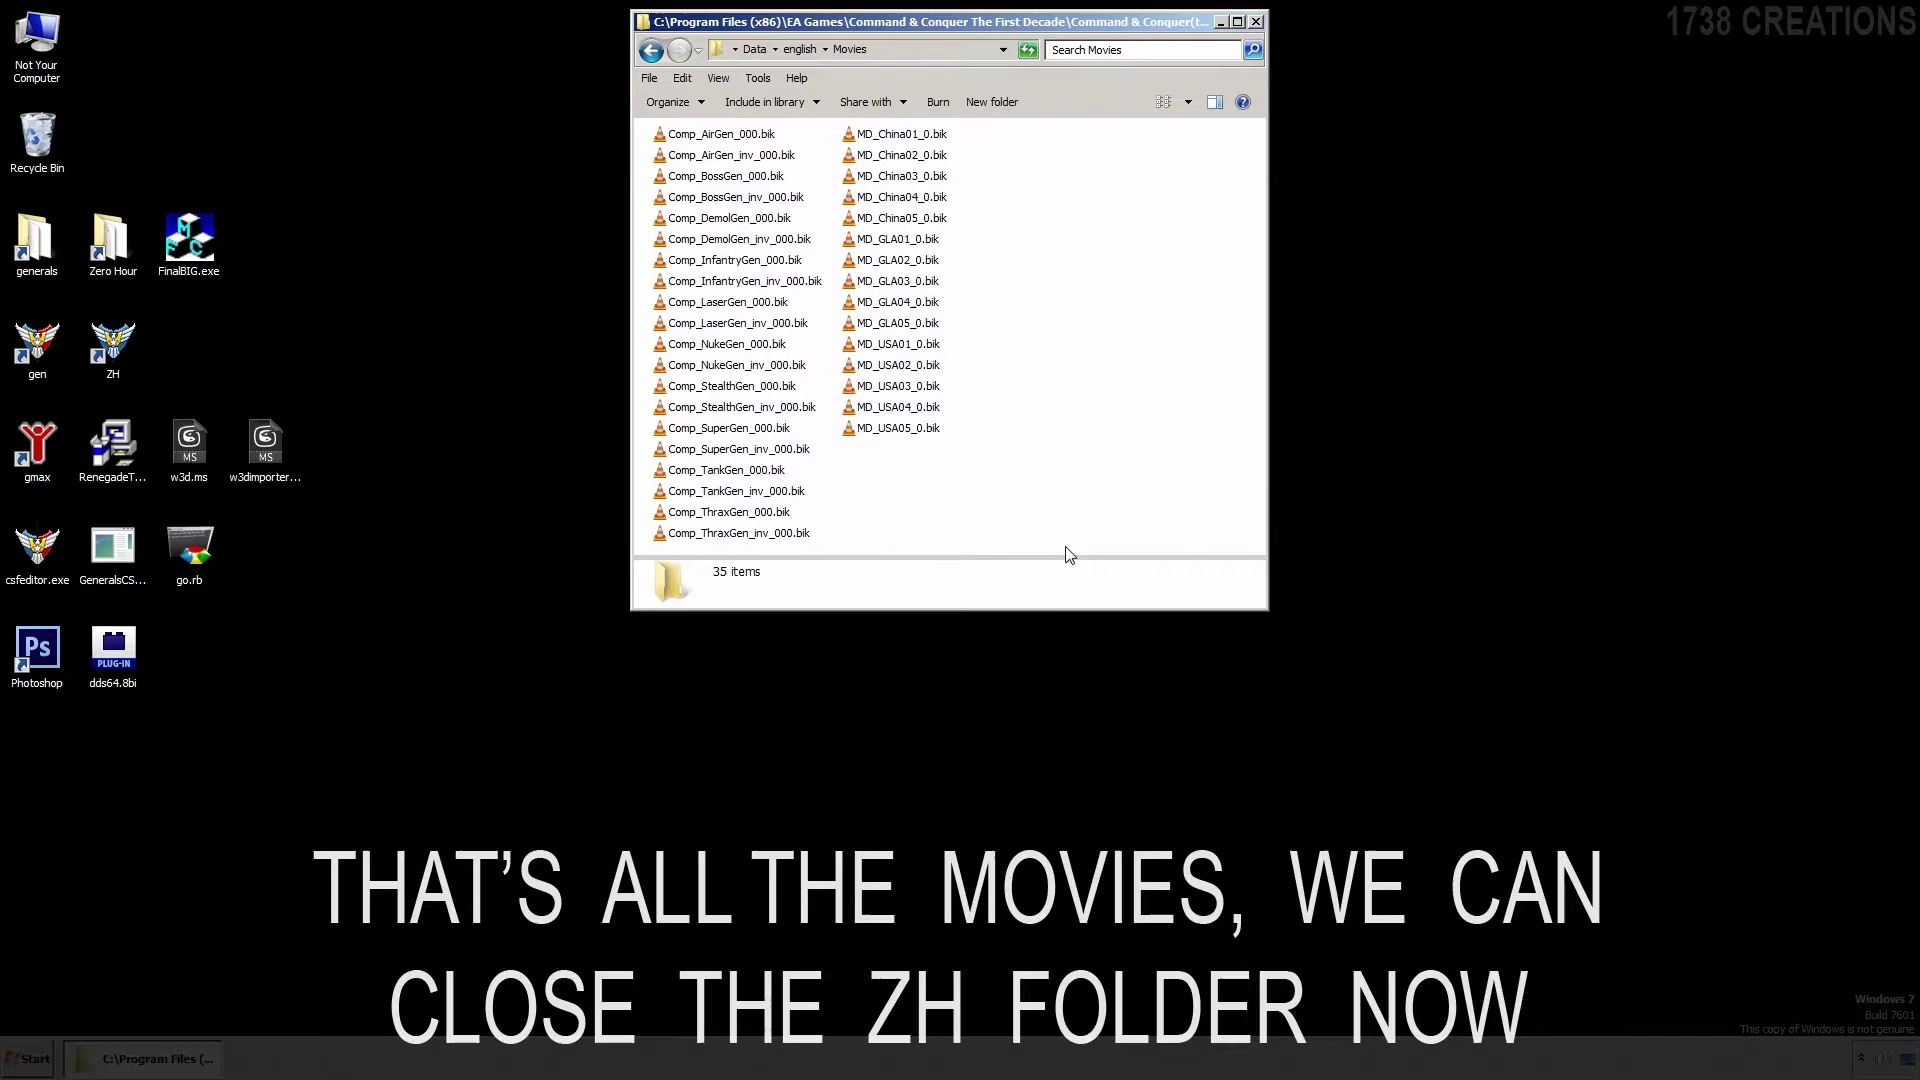 1738 CREATIONS
C:\Program Files (x86)\EA Games\Command & Conquer The First Decade\Command & Conquer(t...
Data english Movies
Search Movies
File Edit View Tools Help
Organize Include in library Share with Burn New folder
Comp_AirGen_000.bik
Comp_AirGen_inv_000.bik
Comp_BossGen_000.bik
Comp_BossGen_inv_000.bik
Comp_DemolGen_000.bik
Comp_DemolGen_inv_000.bik
Comp_InfantryGen_000.bik
Comp_InfantryGen_inv_000.bik
Comp_LaserGen_000.bik
Comp_LaserGen_inv_000.bik
Comp_NukeGen_000.bik
Comp_NukeGen_inv_000.bik
Comp_StealthGen_000.bik
Comp_StealthGen_inv_000.bik
Comp_SuperGen_000.bik
Comp_SuperGen_inv_000.bik
Comp_TankGen_000.bik
Comp_TankGen_inv_000.bik
Comp_ThraxGen_000.bik
Comp_ThraxGen_inv_000.bik
MD_China01_0.bik
MD_China02_0.bik
MD_China03_0.bik
MD_China04_0.bik
MD_China05_0.bik
MD_GLA01_0.bik
MD_GLA02_0.bik
MD_GLA03_0.bik
MD_GLA04_0.bik
MD_GLA05_0.bik
MD_USA01_0.bik
MD_USA02_0.bik
MD_USA03_0.bik
MD_USA04_0.bik
MD_USA05_0.bik
35 items
Not Your
Computer
Recycle Bin
generals Zero Hour FinalBIG.exe
MFC
gen ZH
MS MS
gmax RenegadeT... w3d.ms w3dimporter...
csfeditor.exe GeneralsCS... go.rb
Ps PLUG-IN
Photoshop dds64.8bi
THAT'S ALL THE MOVIES, WE CAN
CLOSE THE ZH FOLDER NOW
Windows 7
Build 7601
This copy of Windows is not genuine
Start C:\Program Files (...